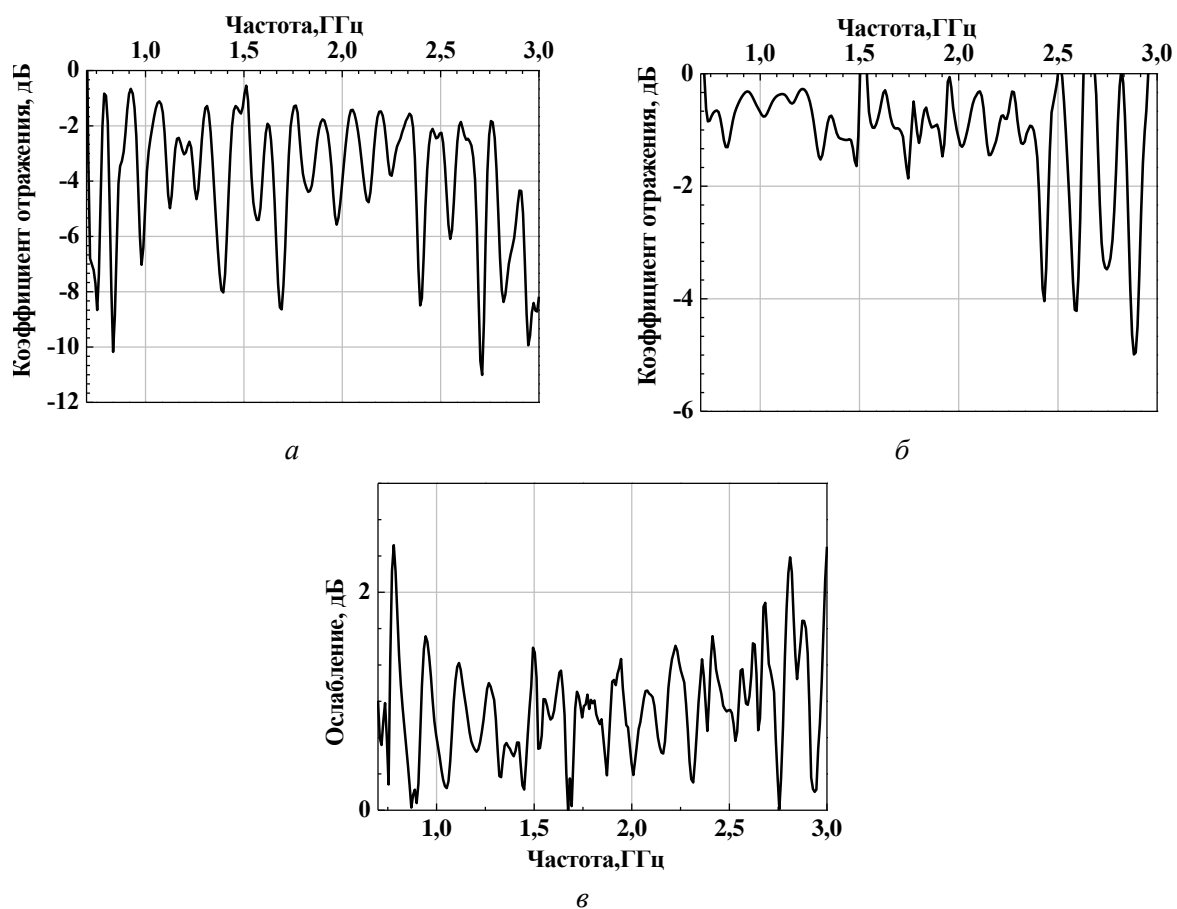 Частота,ГГц
1,0 1,5 2,0 2,5 3,0
Коэффициент отражения, дБ
0
-2
-4
-6
-8
-10
-12
а
Частота,ГГц
1,0 1,5 2,0 2,5 3,0
Коэффициент отражения, дБ
0
-2
-4
-6
б
Ослабление, дБ
2
0
1,0 1,5 2,0 2,5 3,0
Частота,ГГц
в